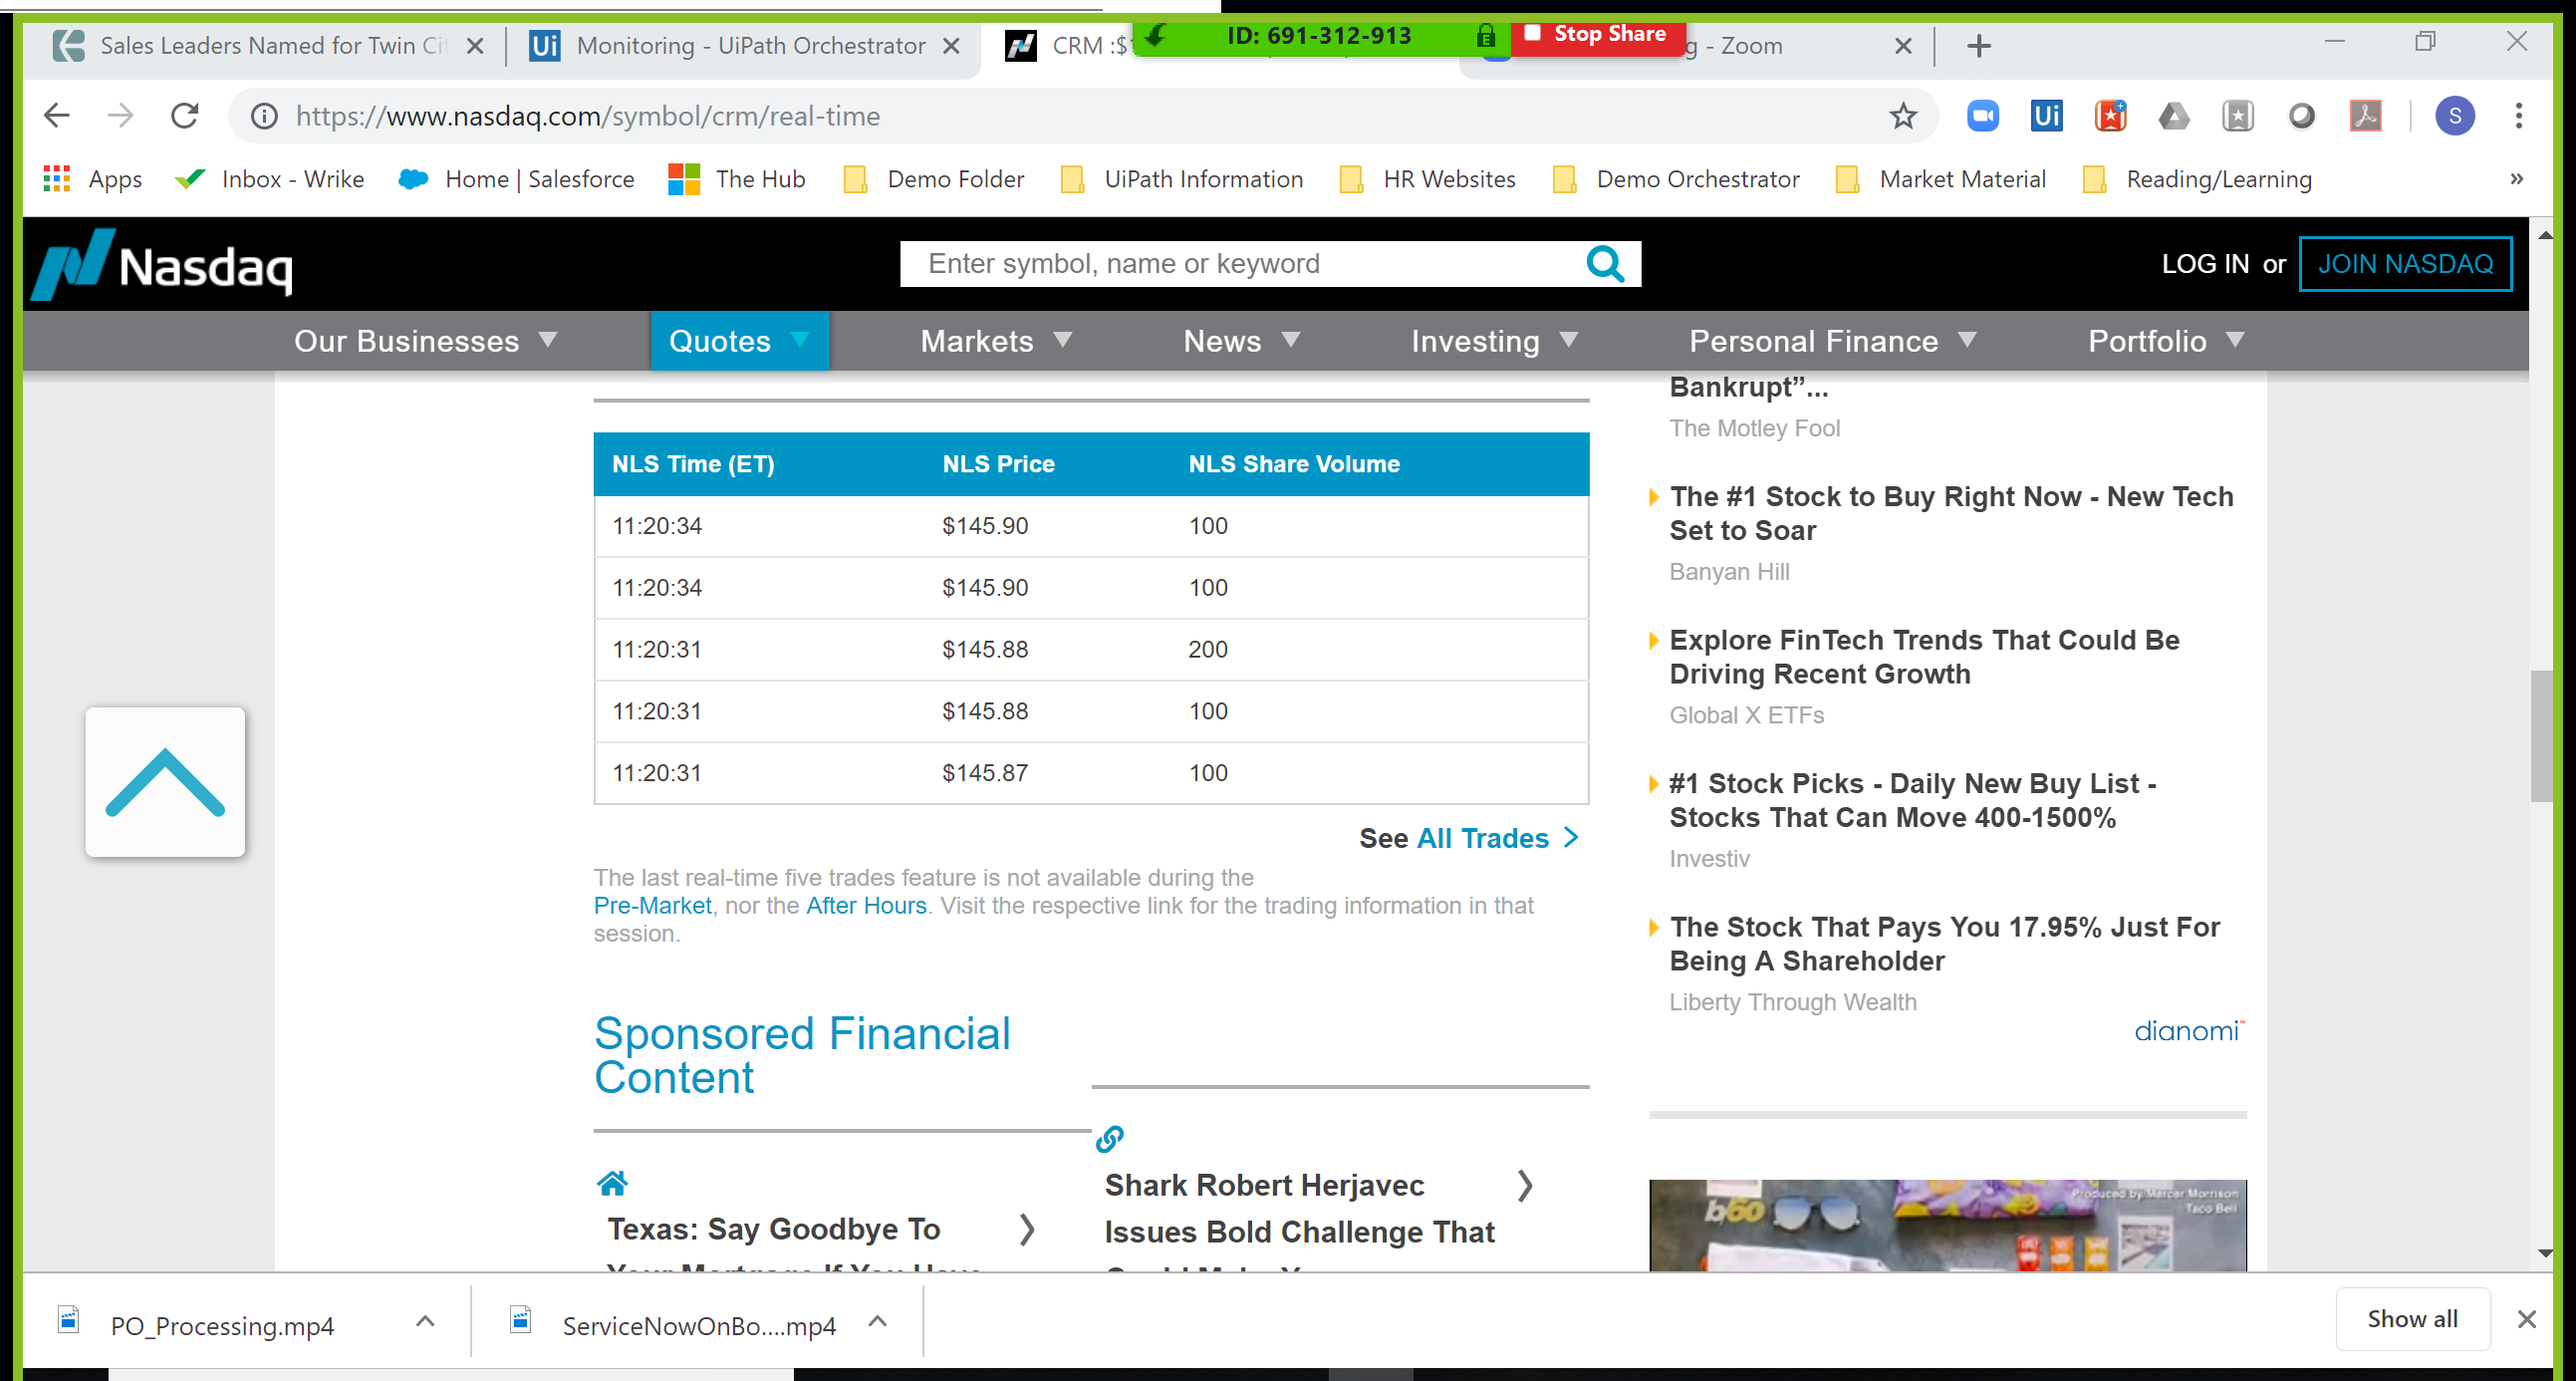 Sales Leaders Named for Twin Cit
Monitoring - UiPath Orchestrator
CRM :$
ID: 691-312-913
Stop Share
g - Zoom
https://www.nasdaq.com/symbol/crm/real-time
Apps
Inbox - Wrike
Home | Salesforce
The Hub
Demo Folder
UiPath Information
HR Websites
Demo Orchestrator
Market Material
Reading/Learning
»
Nasdaq
Enter symbol, name or keyword
LOG IN or JOIN NASDAQ
Our Businesses Quotes Markets News Investing Personal Finance Portfolio
NLS Time (ET) NLS Price NLS Share Volume
11:20:34 $145.90 100
11:20:34 $145.90 100
11:20:31 $145.88 200
11:20:31 $145.88 100
11:20:31 $145.87 100
See All Trades >
The last real-time five trades feature is not available during the
Pre-Market, nor the After Hours. Visit the respective link for the trading information in that
session.
Sponsored Financial
Content
Texas: Say Goodbye To
Your Mortgage If You Have
Shark Robert Herjavec
Issues Bold Challenge That
Bankrupt”...
The Motley Fool
The #1 Stock to Buy Right Now - New Tech
Set to Soar
Banyan Hill
Explore FinTech Trends That Could Be
Driving Recent Growth
Global X ETFs
#1 Stock Picks - Daily New Buy List -
Stocks That Can Move 400-1500%
Investiv
The Stock That Pays You 17.95% Just For
Being A Shareholder
Liberty Through Wealth
dianomi
Produced by Mercer Morrison
Taco Bell
PO_Processing.mp4
ServiceNowOnBo....mp4
Show all